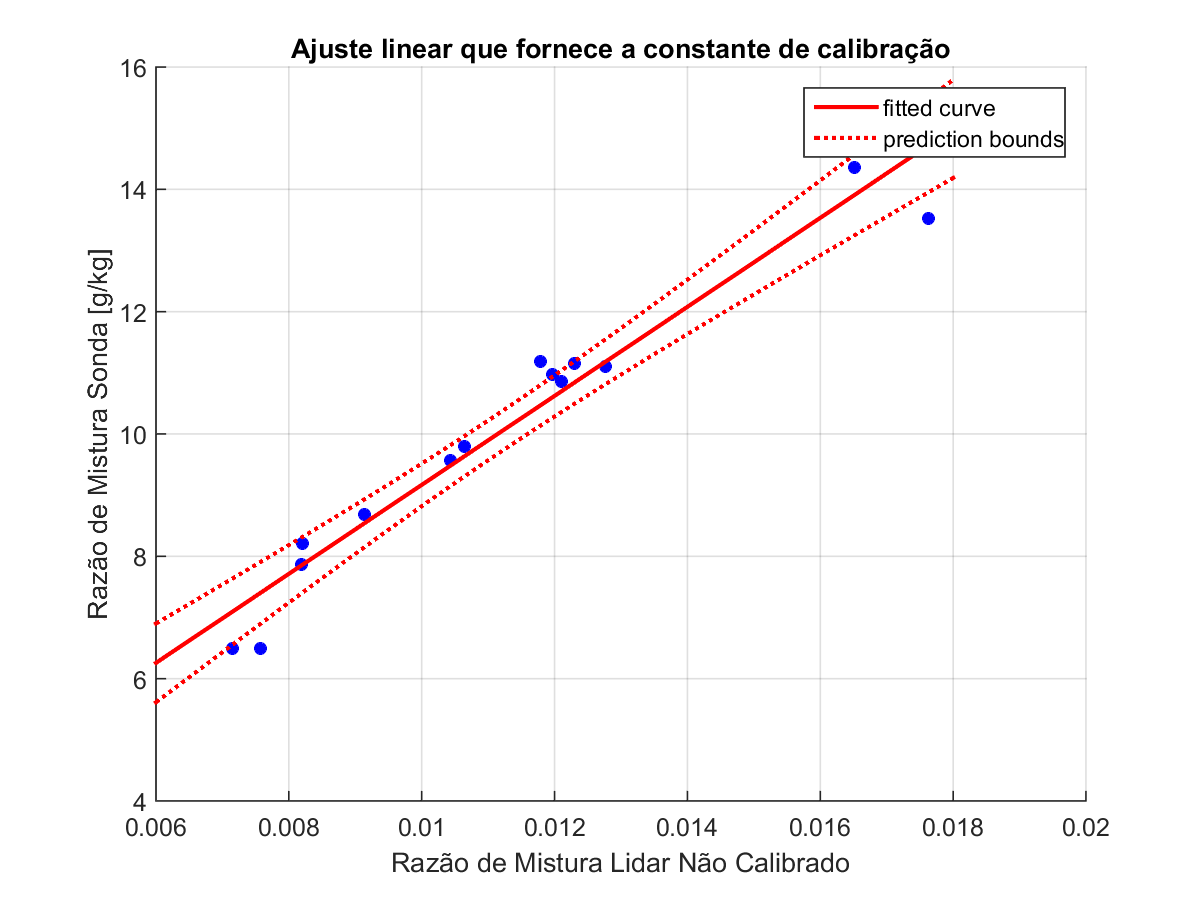 Ajuste linear que fornece a constante de calibração
fitted curve
prediction bounds
Razão de Mistura Sonda [g/kg]
16
14
12
10
8
6
4
0.006 0.008 0.01 0.012 0.014 0.016 0.018 0.02
Razão de Mistura Lidar Não Calibrado